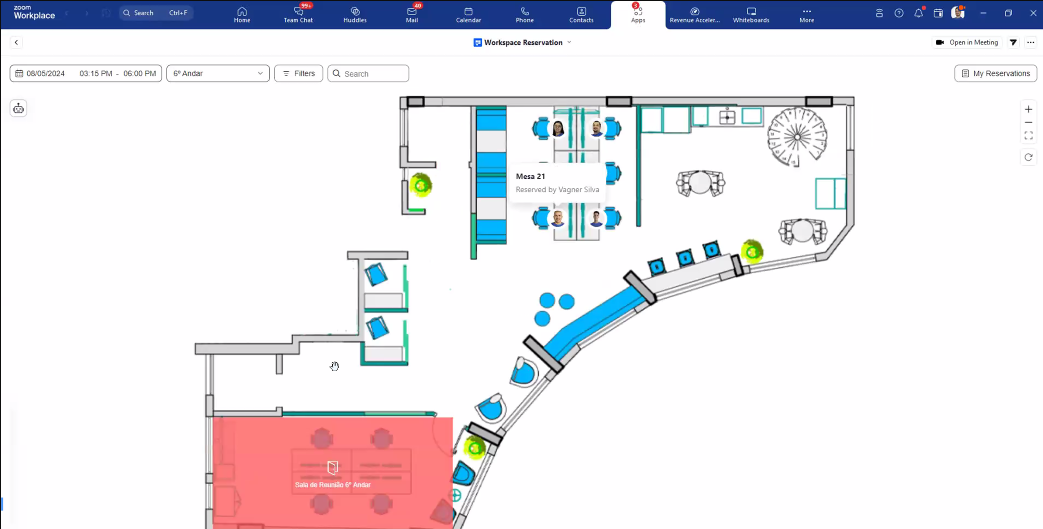 zoom
Workplace
Search Ctrl+F
Home
99+
Team Chat
Huddles
40
Mail
Calendar
Phone
Contacts
Apps
Revenue Acceler...
Whiteboards
More
Workspace Reservation
Open in Meeting
08/05/2024 03:15 PM - 06:00 PM
6º Andar
Filters
Search
My Reservations
Mesa 21
Reserved by Vagner Silva
Sala de Reunião 6º Andar